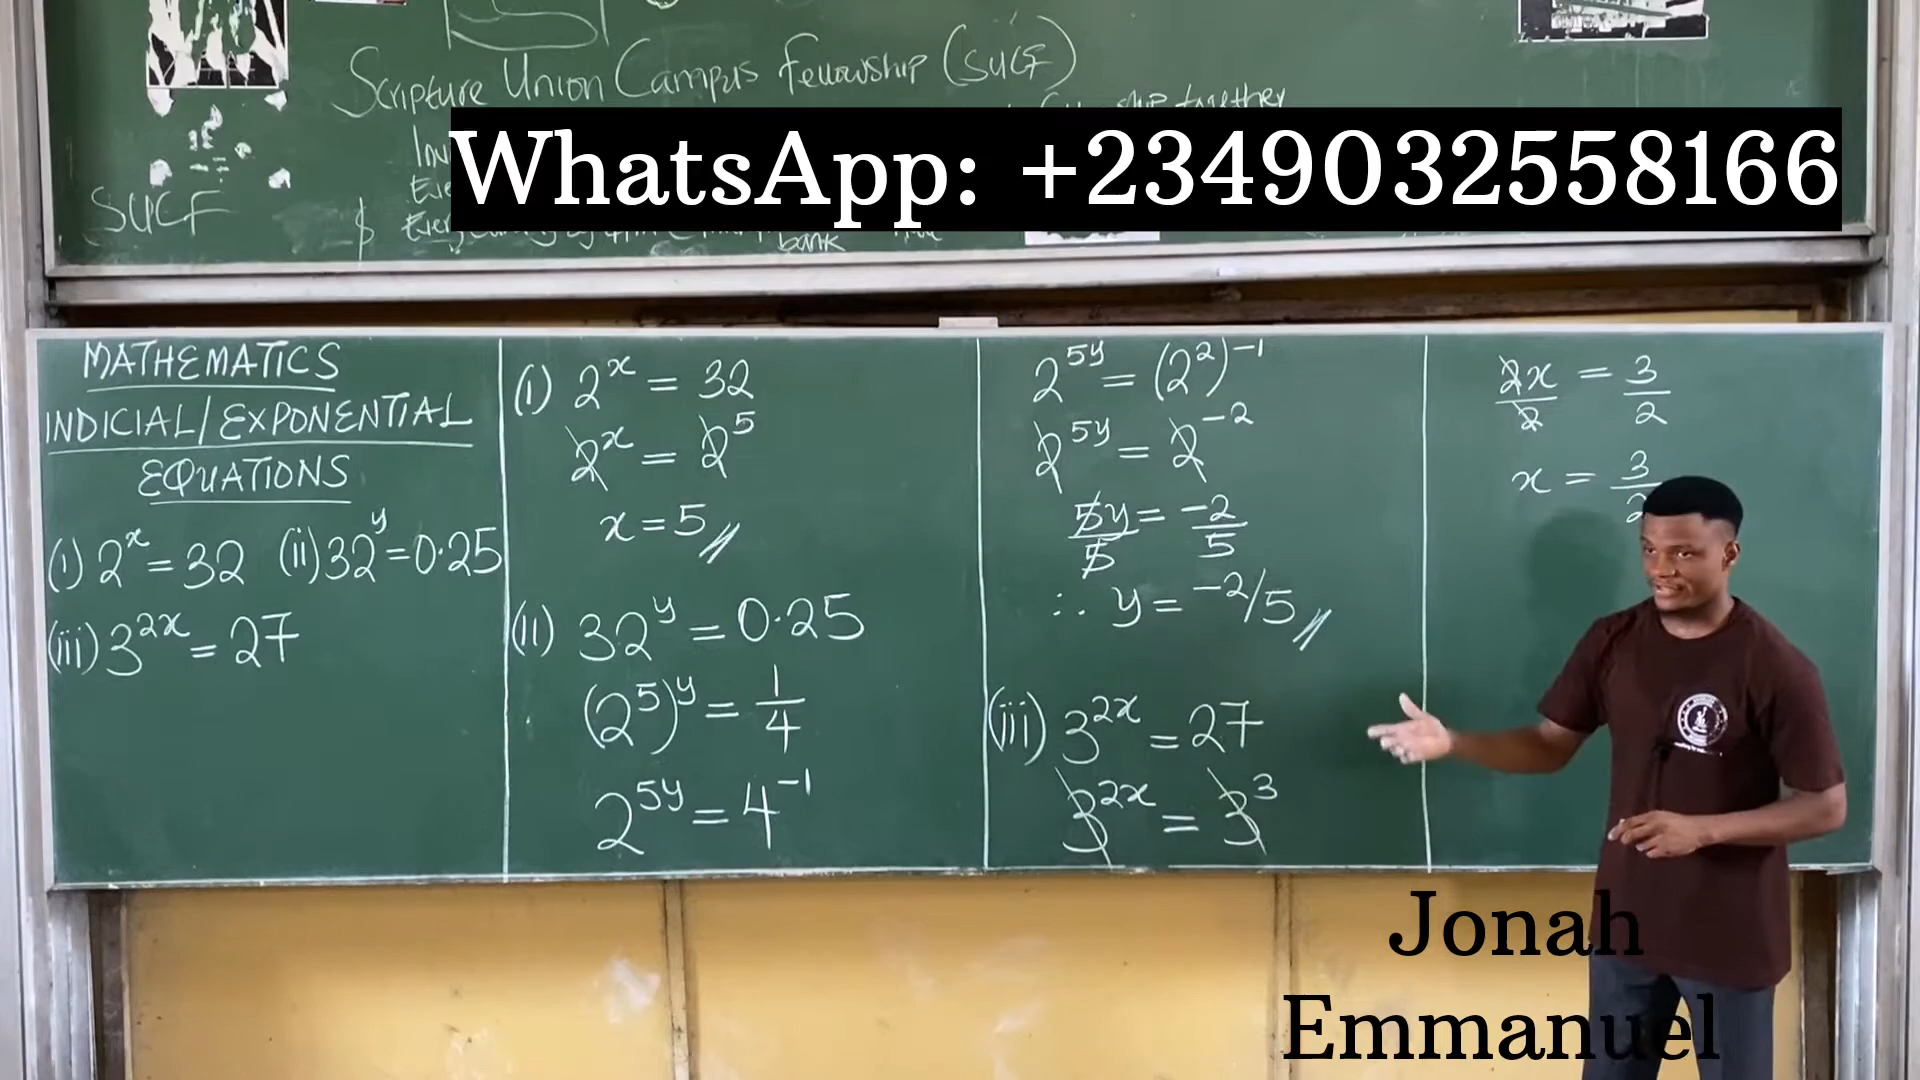 Scripture Union Campus Fellowship (SUCF)
together
WhatsApp: +2349032558166
SUCF
bank
MATHEMATICS
INDICIAL/EXPONENTIAL
EQUATIONS
(i) 2^x = 32 (ii) 32^y = 0.25
(iii) 3^2x = 27
(i) 2^x = 32
2^x = 2^5
x = 5
(ii) 32^y = 0.25
(2^5)^y = 1/4
2^5y = 4^-1
2^5y = (2^2)^-1
2^5y = 2^-2
5y/5 = -2/5
∴ y = -2/5
(iii) 3^2x = 27
3^2x = 3^3
2x/2 = 3/2
x = 3/2
Jonah
Emmanuel